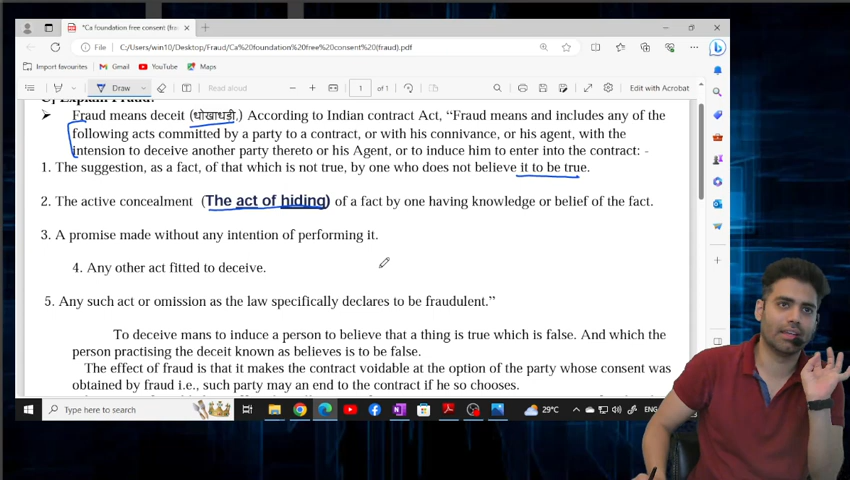 *Ca foundation free consent (fraud)
File
C:/Users/win10/Desktop/Fraud/Ca%20foundation%20free%20consent%20(fraud).pdf
Import favourites
Gmail
YouTube
Maps
Draw
Read aloud
1
of 1
Edit with Acrobat
Q/ Explain Fraud.
Fraud means deceit (धोखाधड़ी,) According to Indian contract Act, “Fraud means and includes any of the
following acts committed by a party to a contract, or with his connivance, or his agent, with the
intension to deceive another party thereto or his Agent, or to induce him to enter into the contract: -
1. The suggestion, as a fact, of that which is not true, by one who does not believe it to be true.
2. The active concealment (The act of hiding) of a fact by one having knowledge or belief of the fact.
3. A promise made without any intention of performing it.
4. Any other act fitted to deceive.
5. Any such act or omission as the law specifically declares to be fraudulent.”
To deceive mans to induce a person to believe that a thing is true which is false. And which the
person practising the deceit known as believes is to be false.
The effect of fraud is that it makes the contract voidable at the option of the party whose consent was
obtained by fraud i.e., such party may an end to the contract if he so chooses.
Type here to search
29°C
ENG